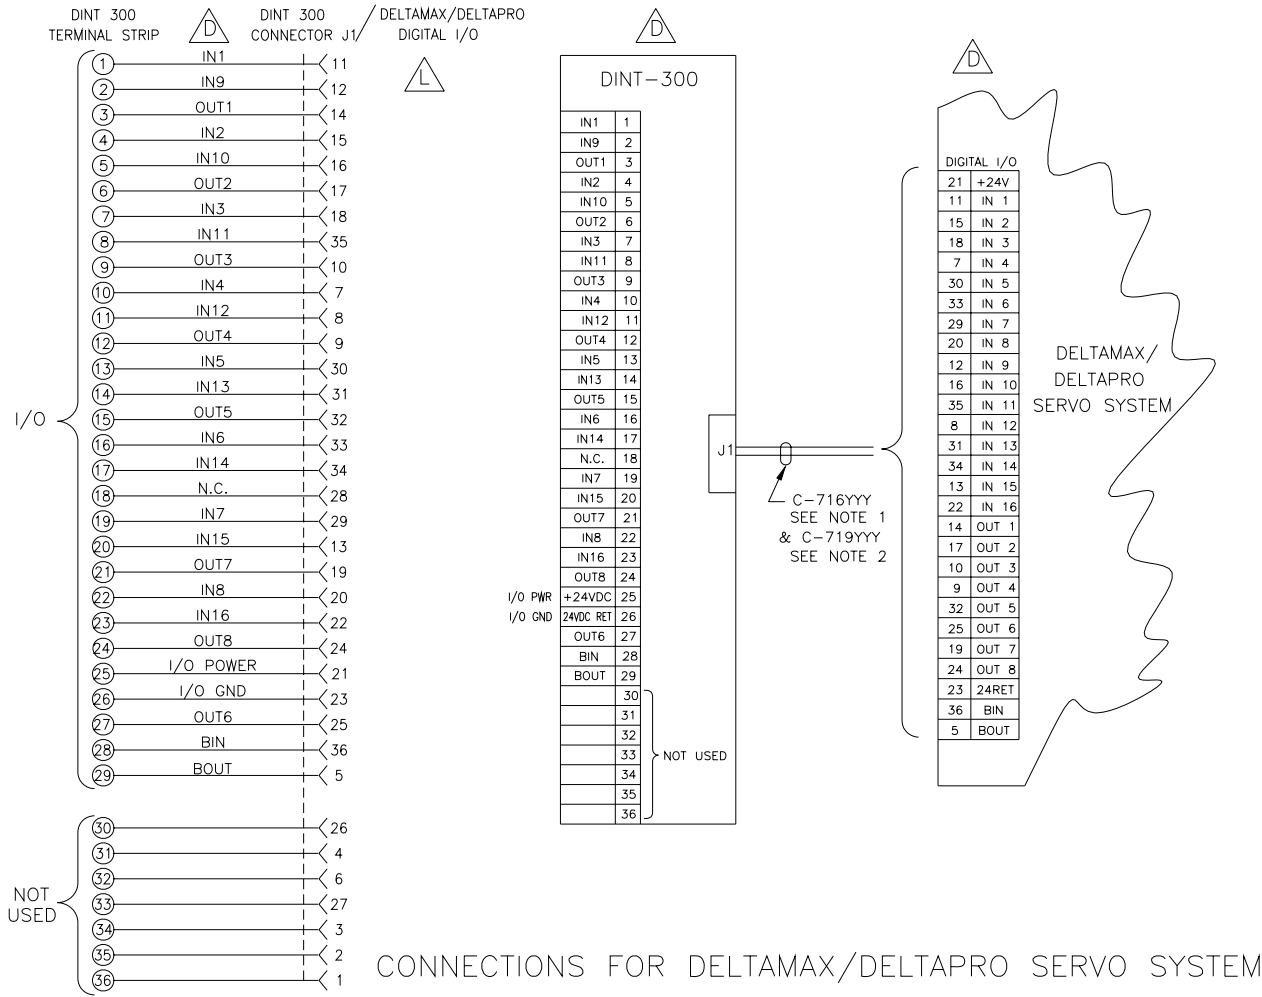 DINT 300
TERMINAL STRIP
D
DINT 300
CONNECTOR J1/
DELTAMAX/DELTAPRO
DIGITAL I/O
L
I/O
1 IN1 11
2 IN9 12
3 OUT1 14
4 IN2 15
5 IN10 16
6 OUT2 17
7 IN3 18
8 IN11 35
9 OUT3 10
10 IN4 7
11 IN12 8
12 OUT4 9
13 IN5 30
14 IN13 31
15 OUT5 32
16 IN6 33
17 IN14 34
18 N.C. 28
19 IN7 29
20 IN15 13
21 OUT7 19
22 IN8 20
23 IN16 22
24 OUT8 24
25 I/O POWER 21
26 I/O GND 23
27 OUT6 25
28 BIN 36
29 BOUT 5
NOT
USED
30 26
31 4
32 6
33 27
34 3
35 2
36 1
D
DINT-300
IN1 1
IN9 2
OUT1 3
IN2 4
IN10 5
OUT2 6
IN3 7
IN11 8
OUT3 9
IN4 10
IN12 11
OUT4 12
IN5 13
IN13 14
OUT5 15
IN6 16
IN14 17
N.C. 18
IN7 19
IN15 20
OUT7 21
IN8 22
IN16 23
OUT8 24
I/O PWR +24VDC 25
I/O GND 24VDC RET 26
OUT6 27
BIN 28
BOUT 29
30
31
32
33
34
35
36
NOT USED
J1
C-716YYY
SEE NOTE 1
& C-719YYY
SEE NOTE 2
D
DIGITAL I/O
21 +24V
11 IN 1
15 IN 2
18 IN 3
7 IN 4
30 IN 5
33 IN 6
29 IN 7
20 IN 8
12 IN 9
16 IN 10
35 IN 11
8 IN 12
31 IN 13
34 IN 14
13 IN 15
22 IN 16
14 OUT 1
17 OUT 2
10 OUT 3
9 OUT 4
32 OUT 5
25 OUT 6
19 OUT 7
24 OUT 8
23 24RET
36 BIN
5 BOUT
DELTAMAX/
DELTAPRO
SERVO SYSTEM
CONNECTIONS FOR DELTAMAX/DELTAPRO SERVO SYSTEM